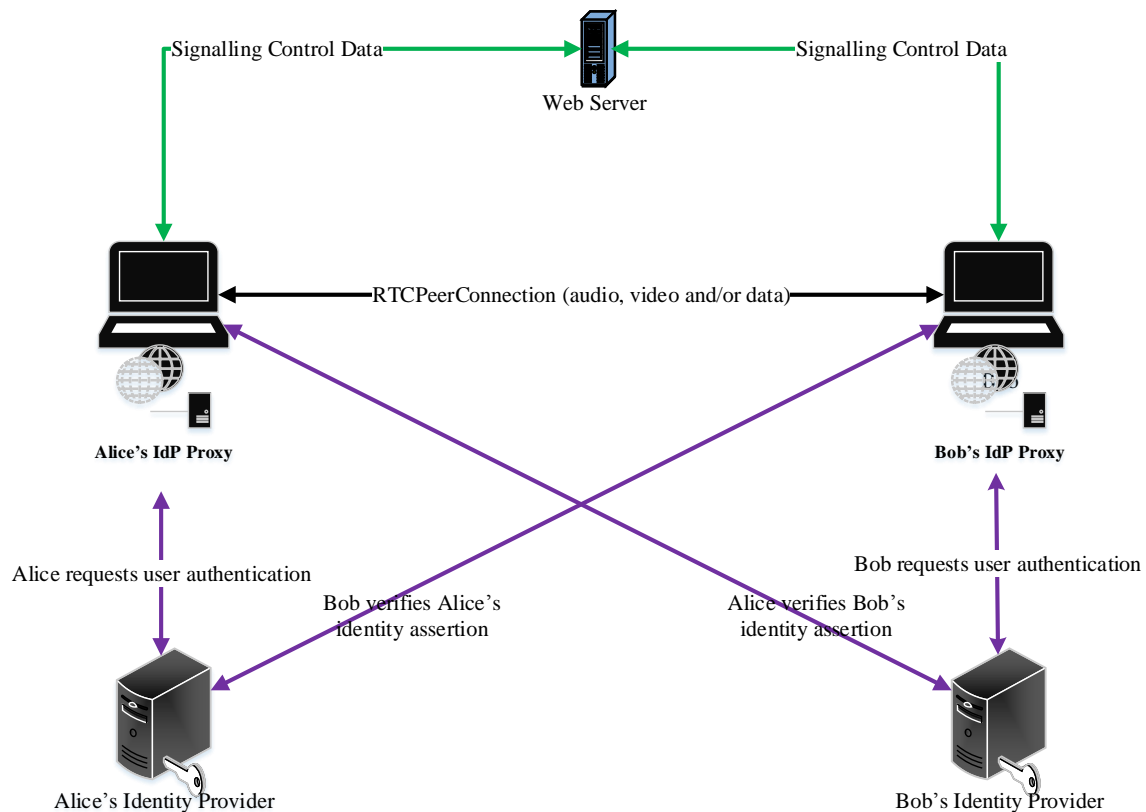 Signalling Control Data
Signalling Control Data
Web Server
RTCPeerConnection (audio, video and/or data)
Alice’s IdP Proxy
Bob’s IdP Proxy
Alice requests user authentication
Bob requests user authentication
Bob verifies Alice’s
identity assertion
Alice verifies Bob’s
identity assertion
Alice’s Identity Provider
Bob’s Identity Provider